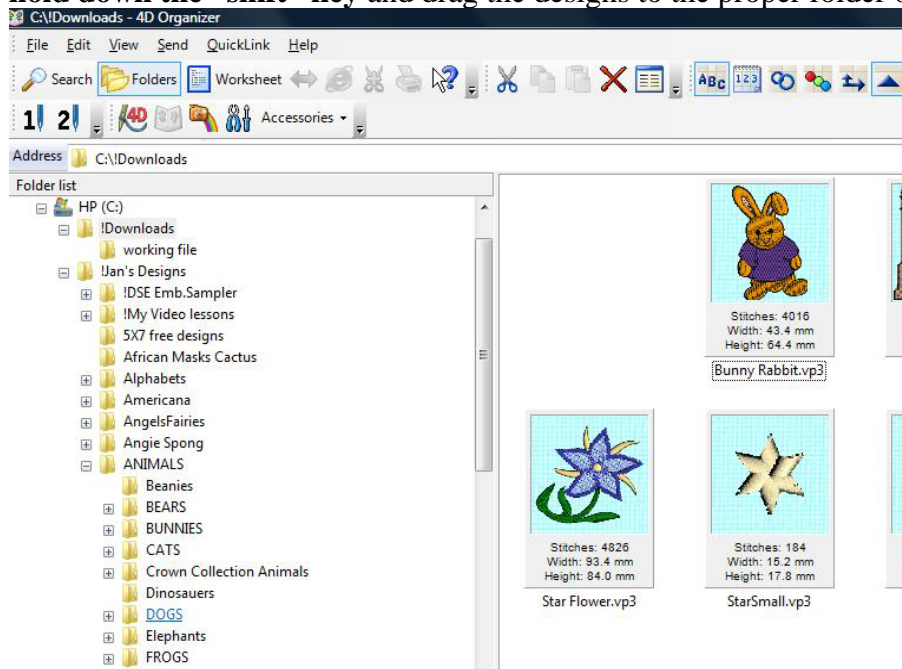 hold down the "shift" key and drag the designs to the proper folder
C:\!Downloads - 4D Organizer
File Edit View Send QuickLink Help
Search Folders Worksheet ABC 123
1 2 4D Accessories
Address C:\!Downloads
Folder list
HP (C:)
!Downloads
working file
!Jan's Designs
!DSE Emb.Sampler
!My Video lessons
5X7 free designs
African Masks Cactus
Alphabets
Americana
AngelsFairies
Angie Spong
ANIMALS
Beanies
BEARS
BUNNIES
CATS
Crown Collection Animals
Dinosauers
DOGS
Elephants
FROGS
Stitches: 4016
Width: 43.4 mm
Height: 64.4 mm
Bunny Rabbit.vp3
Stitches: 4826
Width: 93.4 mm
Height: 84.0 mm
Star Flower.vp3
Stitches: 184
Width: 15.2 mm
Height: 17.8 mm
StarSmall.vp3